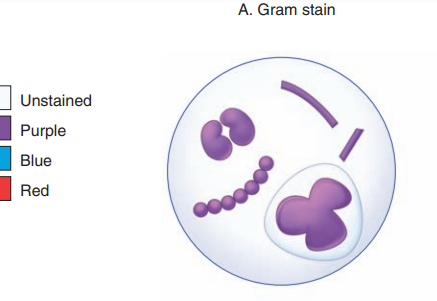 A. Gram stain
Unstained
Purple
Blue
Red